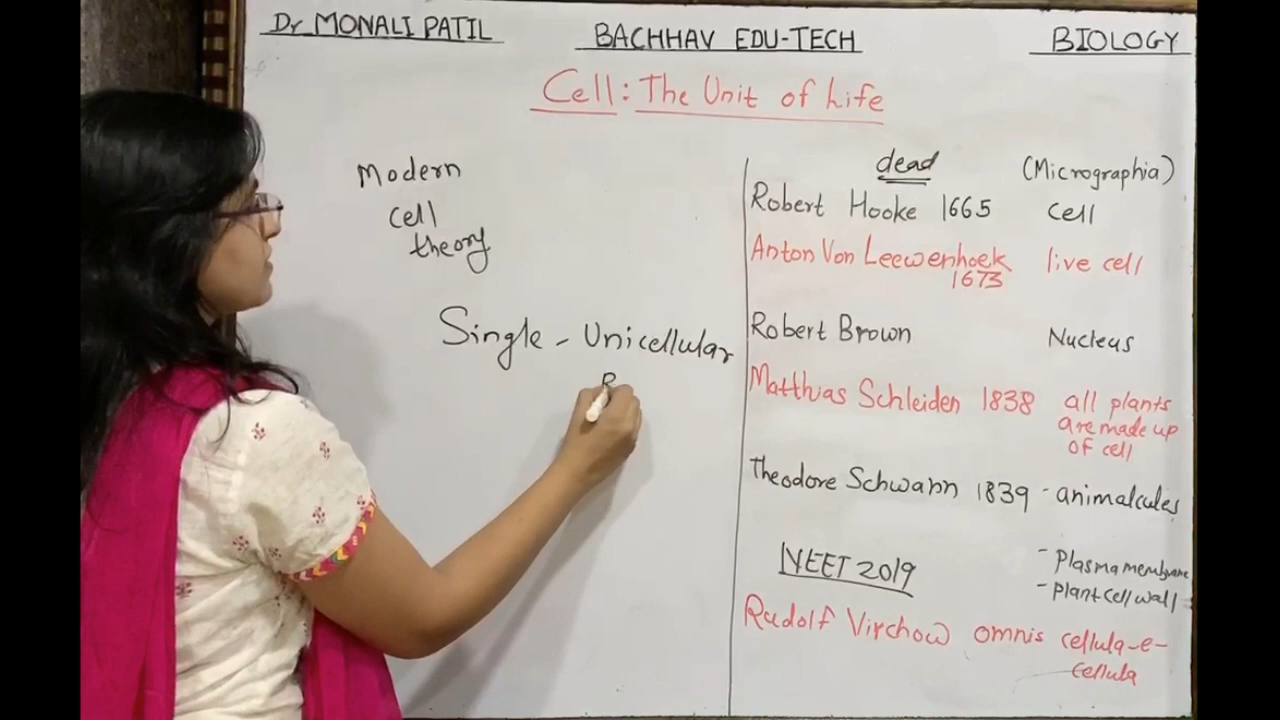 Dr MONALI PATIL
BACHHAV EDU-TECH
BIOLOGY
Cell: The Unit of Life
Modern
cell
theory
Single - Unicellular
B
dead
(Micrographia)
Robert Hooke 1665 Cell
Anton Von Leewenhoek live cell
1673
Robert Brown Nucleus
Matthias Schleiden 1838 all plants
are made up
of cell
Theodore Schwann 1839 - animalcules
NEET 2019
- Plasma membrane
- Plant cell wall
Rudolf Virchow omnis cellula-e-
cellula